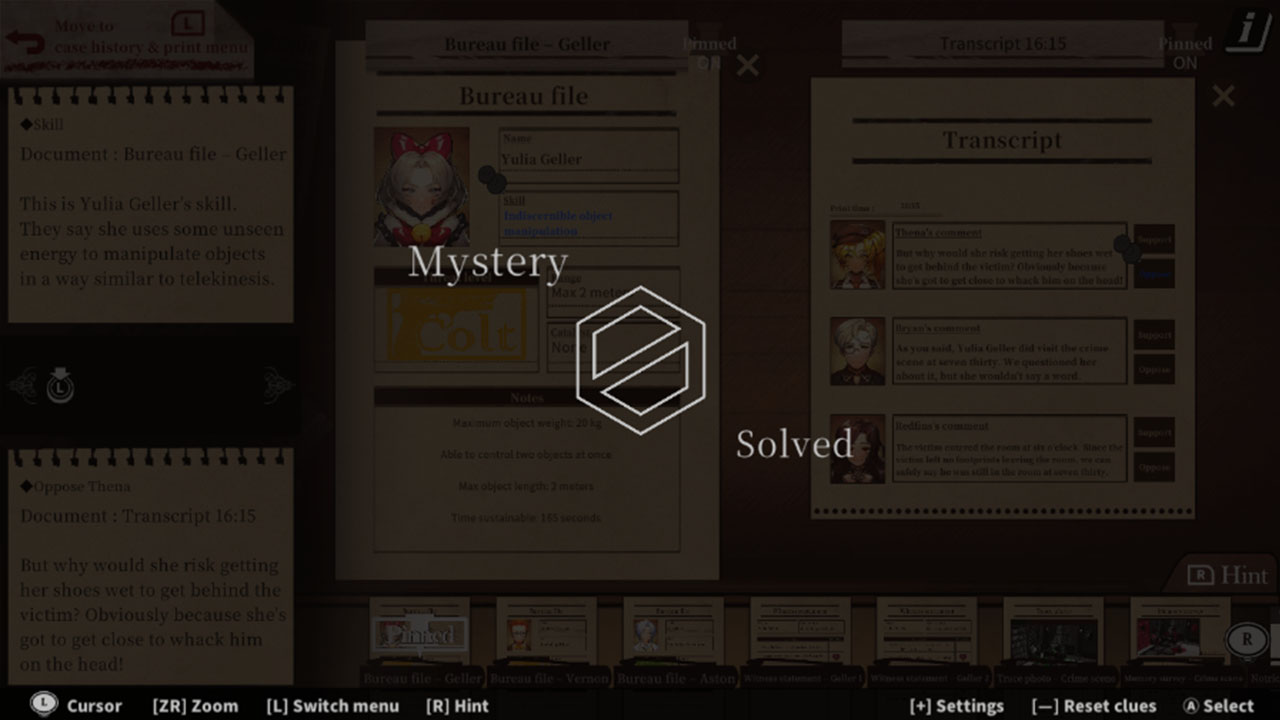 Move to
L
case history & print menu
◆Skill
Document : Bureau file – Geller
This is Yulia Geller's skill.
They say she uses some unseen
energy to manipulate objects
in a way similar to telekinesis.
L
◆Oppose Thena
Document : Transcript 16:15
But why would she risk getting
her shoes wet to get behind the
victim? Obviously because she's
got to get close to whack him
on the head!
Bureau file – Geller
Pinned
ON
Bureau file
Name
Yulia Geller
Skill
Indiscernible object
manipulation
Colt
Max 2 meters
None
Notes
Maximum object weight: 20 kg
Able to control two objects at once
Max object length: 2 meters
Time sustainable: 165 seconds
Mystery
Solved
Transcript 16:15
Pinned
ON
i
Transcript
Print time :
16:15
Thena's comment
But why would she risk getting her shoes wet
to get behind the victim? Obviously because
she's got to get close to whack him on the head!
Support
Oppose
Bryan's comment
As you said, Yulia Geller did visit the crime
scene at seven thirty. We questioned her
about it, but she wouldn't say a word.
Support
Oppose
Redfins's comment
The victim entered the room at six o'clock. Since the
victim left no footprints leaving the room, we can
safely say he was still in the room at seven thirty.
Support
Oppose
R Hint
Pinned
Bureau file – Geller
Bureau file – Vernon
Bureau file – Aston
Witness statement – Geller 1
Witness statement – Geller 2
Trace photo – Crime scene
Memory survey – Crime scene
R
L Cursor
[ZR] Zoom
[L] Switch menu
[R] Hint
[+] Settings
[—] Reset clues
A Select